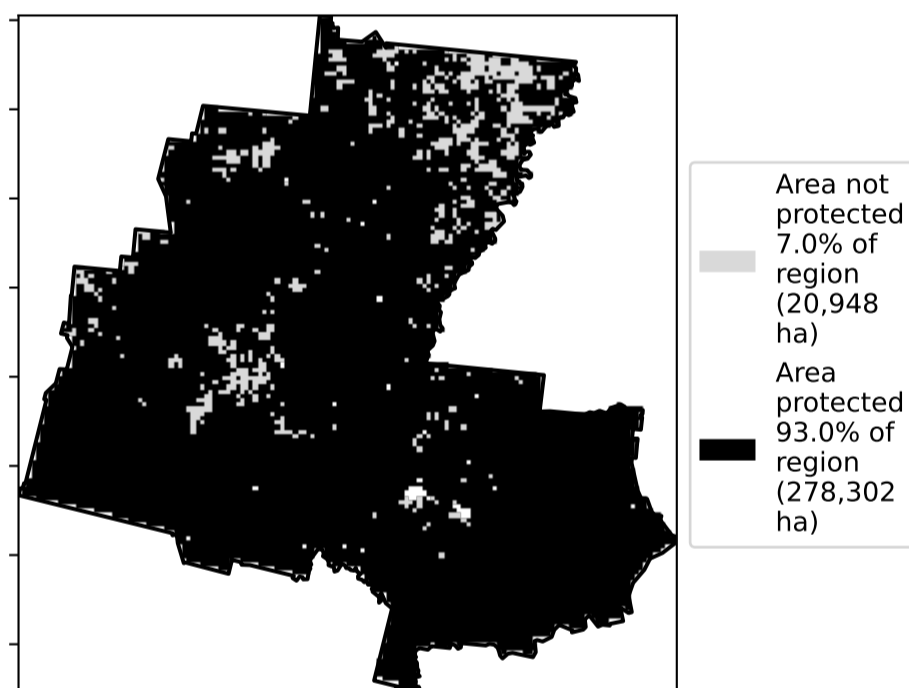 Area not
protected
7.0% of
region
(20,948
ha)
Area
protected
93.0% of
region
(278,302
ha)